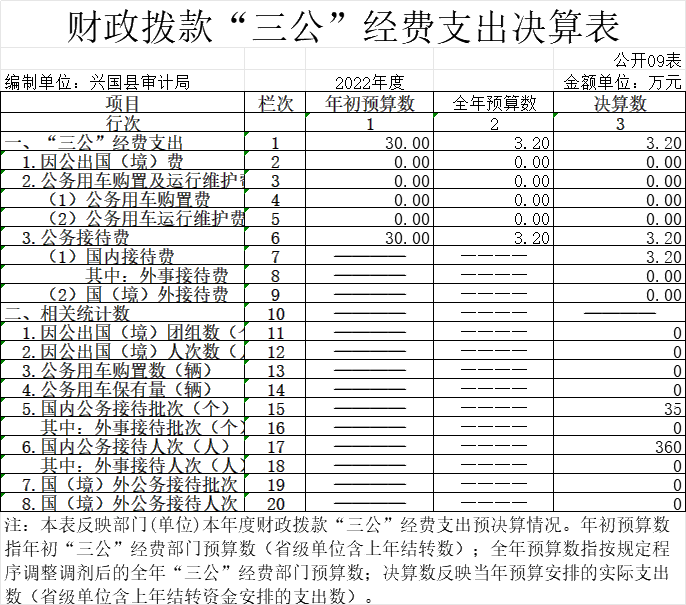 财政拨款“三公”经费支出决算表
公开09表
编制单位：兴国县审计局 2022年度 金额单位：万元
项目 栏次 年初预算数 全年预算数 决算数
行次 1 2 3
一、“三公”经费支出 1 30.00 3.20 3.20
1.因公出国（境）费 2 0.00 0.00 0.00
2.公务用车购置及运行维护费 3 0.00 0.00 0.00
（1）公务用车购置费 4 0.00 0.00 0.00
（2）公务用车运行维护费 5 0.00 0.00 0.00
3.公务接待费 6 30.00 3.20 3.20
（1）国内接待费 7 ———— ———— 3.20
其中：外事接待费 8 ———— ———— 0.00
（2）国（境）外接待费 9 ———— ———— 0.00
二、相关统计数 10 ———— ———— ————
1.因公出国（境）团组数（ 11 ———— ———— 0
2.因公出国（境）人次数（ 12 ———— ———— 0
3.公务用车购置数（辆） 13 ———— ———— 0
4.公务用车保有量（辆） 14 ———— ———— 0
5.国内公务接待批次（个） 15 ———— ———— 35
其中：外事接待批次（个） 16 ———— ———— 0
6.国内公务接待人次（人） 17 ———— ———— 360
其中：外事接待人次（人） 18 ———— ———— 0
7.国（境）外公务接待批次 19 ———— ———— 0
8.国（境）外公务接待人次 20 ———— ———— 0
注：本表反映部门(单位)本年度财政拨款“三公”经费支出预决算情况。年初预算数
指年初“三公”经费部门预算数（省级单位含上年结转数）；全年预算数指按规定程
序调整调剂后的全年“三公”经费部门预算数；决算数反映当年预算安排的实际支出
数（省级单位含上年结转资金安排的支出数）。